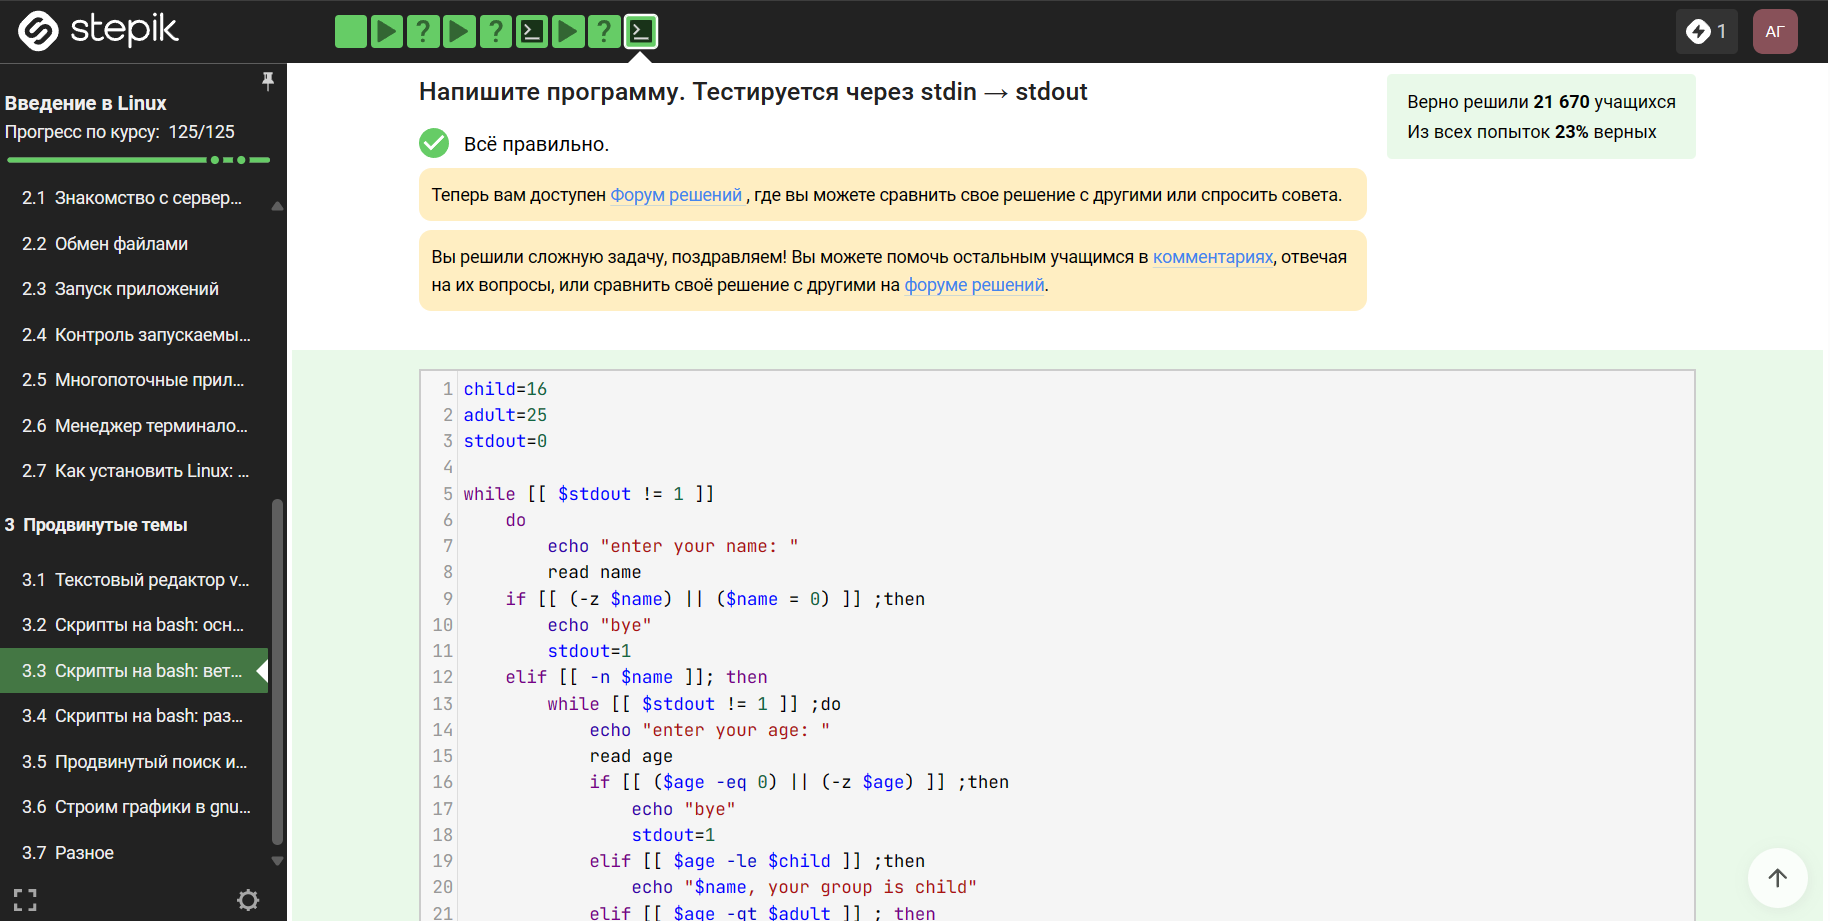 stepik
1
АГ
Введение в Linux
Прогресс по курсу: 125/125
2.1 Знакомство с сервер...
2.2 Обмен файлами
2.3 Запуск приложений
2.4 Контроль запускаемы...
2.5 Многопоточные прил...
2.6 Менеджер терминало...
2.7 Как установить Linux: ...
3 Продвинутые темы
3.1 Текстовый редактор v...
3.2 Скрипты на bash: осн...
3.3 Скрипты на bash: вет...
3.4 Скрипты на bash: раз...
3.5 Продвинутый поиск и...
3.6 Строим графики в gnu...
3.7 Разное
Напишите программу. Тестируется через stdin → stdout
Верно решили 21 670 учащихся
Из всех попыток 23% верных
Всё правильно.
Теперь вам доступен Форум решений , где вы можете сравнить свое решение с другими или спросить совета.
Вы решили сложную задачу, поздравляем! Вы можете помочь остальным учащимся в комментариях, отвечая
на их вопросы, или сравнить своё решение с другими на форуме решений.
1 child=16
2 adult=25
3 stdout=0
4
5 while [[ $stdout != 1 ]]
6 do
7 echo "enter your name: "
8 read name
9 if [[ (-z $name) || ($name = 0) ]] ;then
10 echo "bye"
11 stdout=1
12 elif [[ -n $name ]]; then
13 while [[ $stdout != 1 ]] ;do
14 echo "enter your age: "
15 read age
16 if [[ ($age -eq 0) || (-z $age) ]] ;then
17 echo "bye"
18 stdout=1
19 elif [[ $age -le $child ]] ;then
20 echo "$name, your group is child"
21 elif [[ $age -gt $adult ]] ; then